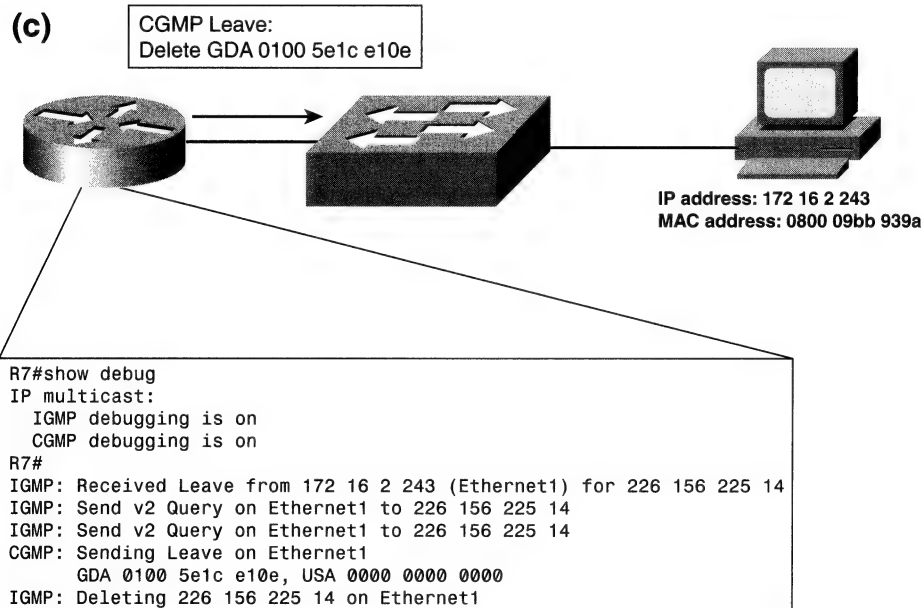 (c)
CGMP Leave:
Delete GDA 0100 5e1c e10e
IP address: 172 16 2 243
MAC address: 0800 09bb 939a
R7#show debug
IP multicast:
IGMP debugging is on
CGMP debugging is on
R7#
IGMP: Received Leave from 172 16 2 243 (Ethernet1) for 226 156 225 14
IGMP: Send v2 Query on Ethernet1 to 226 156 225 14
IGMP: Send v2 Query on Ethernet1 to 226 156 225 14
CGMP: Sending Leave on Ethernet1
GDA 0100 5e1c e10e, USA 0000 0000 0000
IGMP: Deleting 226 156 225 14 on Ethernet1